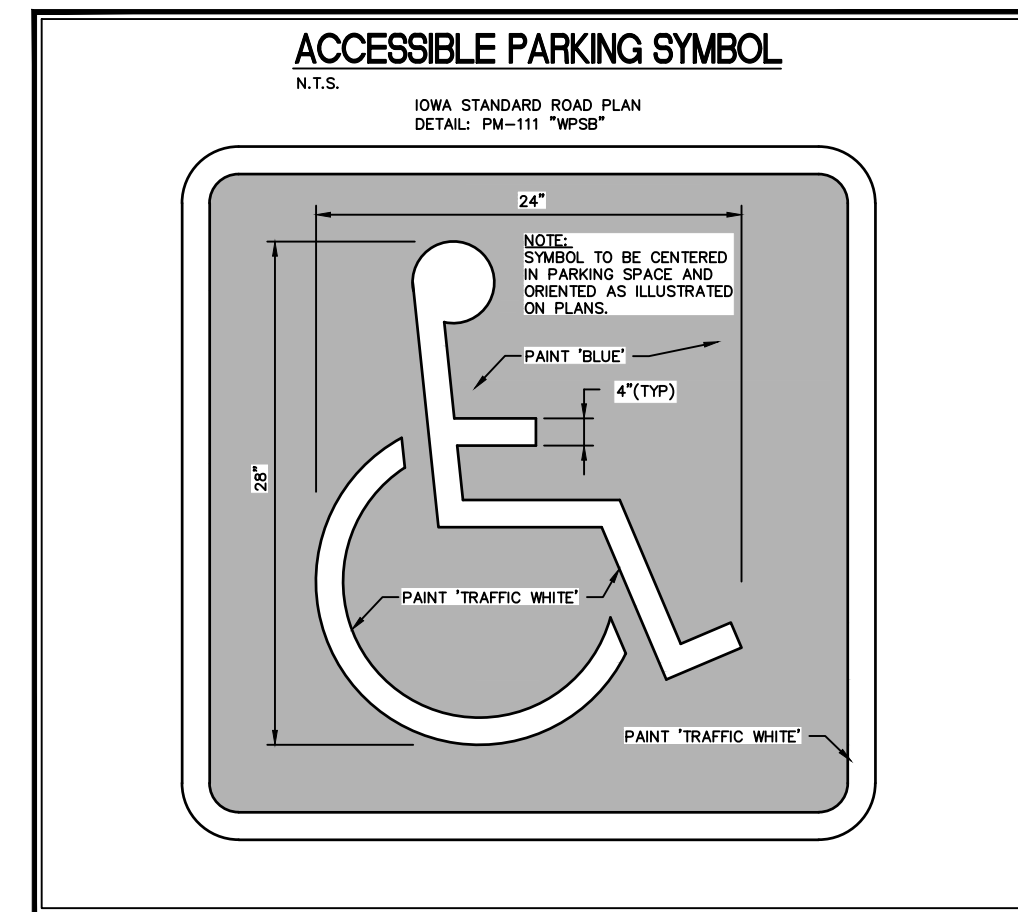 ACCESSIBLE PARKING SYMBOL
N.T.S.
IOWA STANDARD ROAD PLAN
DETAIL: PM-111 "WPSB"
24"
NOTE:
SYMBOL TO BE CENTERED
IN PARKING SPACE AND
ORIENTED AS ILLUSTRATED
ON PLANS.
PAINT 'BLUE'
4"(TYP)
28"
PAINT 'TRAFFIC WHITE'
PAINT 'TRAFFIC WHITE'